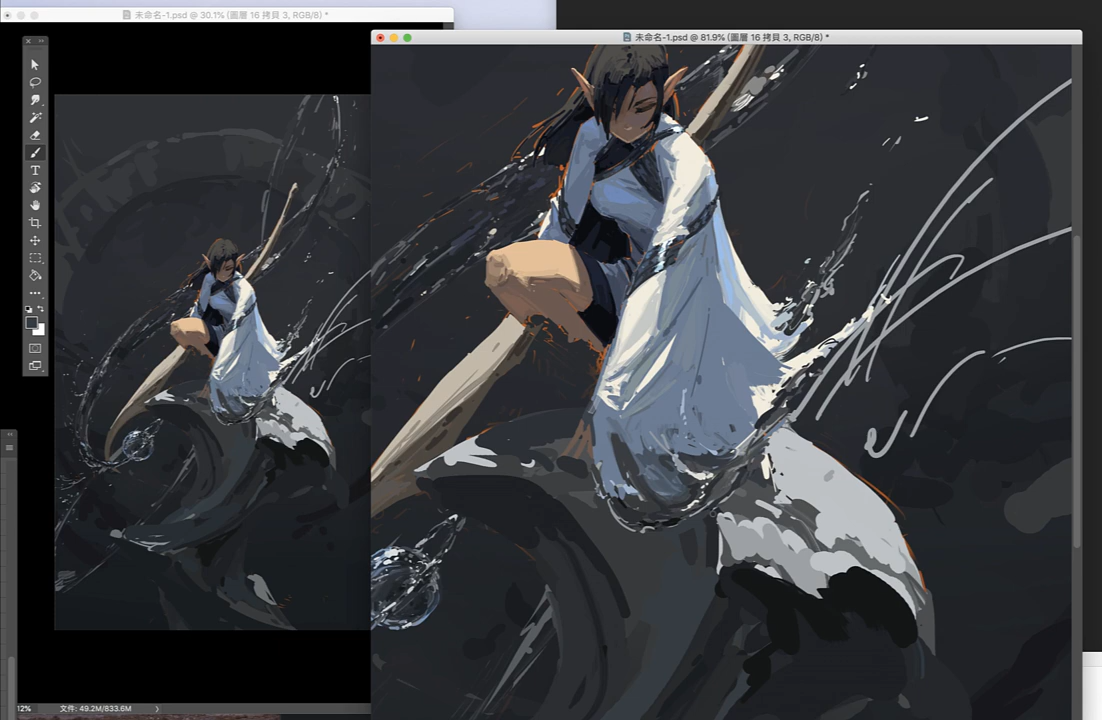 未命名-1.psd @ 30.1% (圖層 16 拷貝 3, RGB/8) *
未命名-1.psd @ 81.9% (圖層 16 拷貝 3, RGB/8) *
T
12%
文件: 49.2M/833.6M